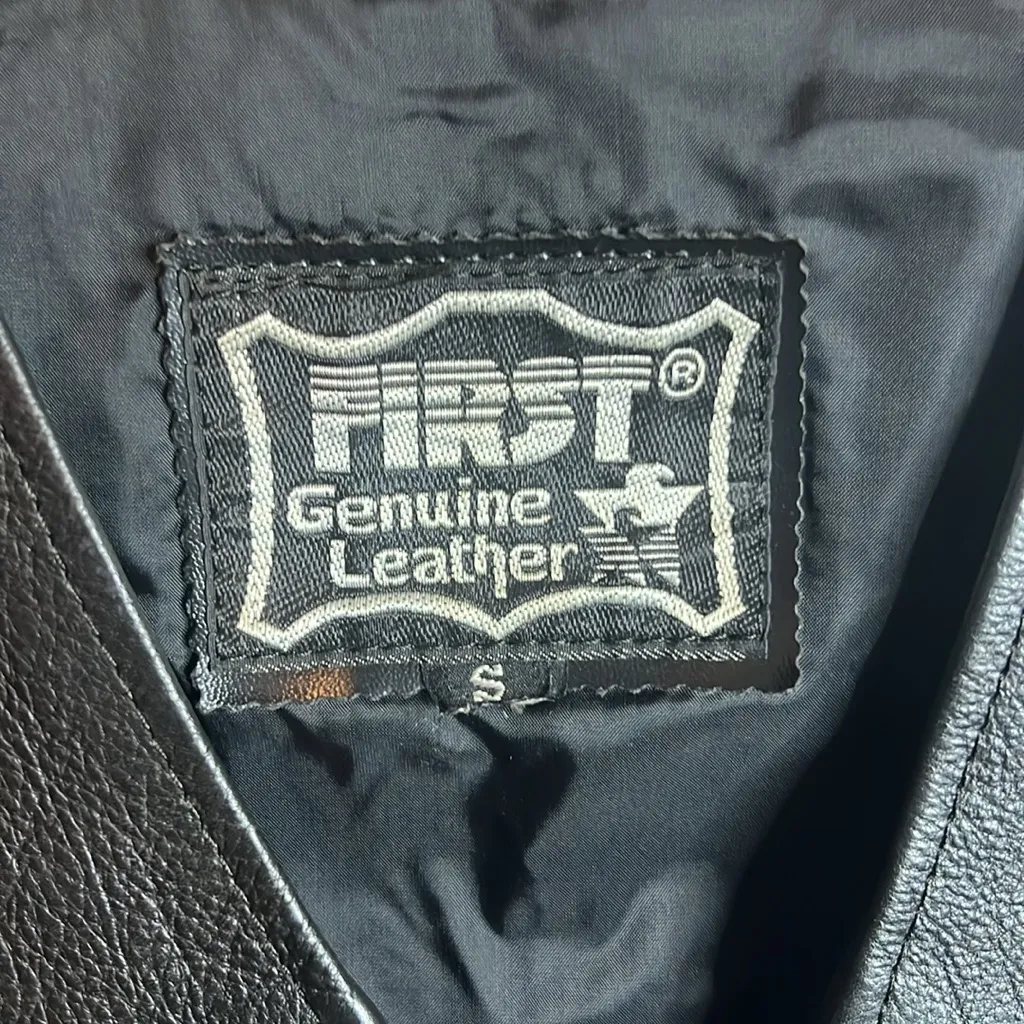 FIRST®
Genuine
Leather
S